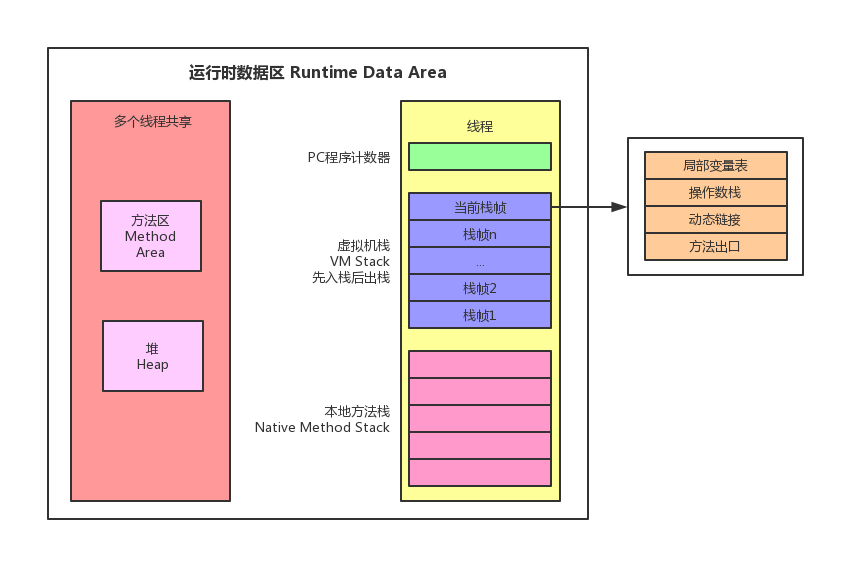 运行时数据区 Runtime Data Area
多个线程共享
方法区
Method
Area
堆
Heap
线程
PC程序计数器
虚拟机栈
VM Stack
先入栈后出栈
当前栈帧
栈帧n
...
栈帧2
栈帧1
本地方法栈
Native Method Stack
局部变量表
操作数栈
动态链接
方法出口